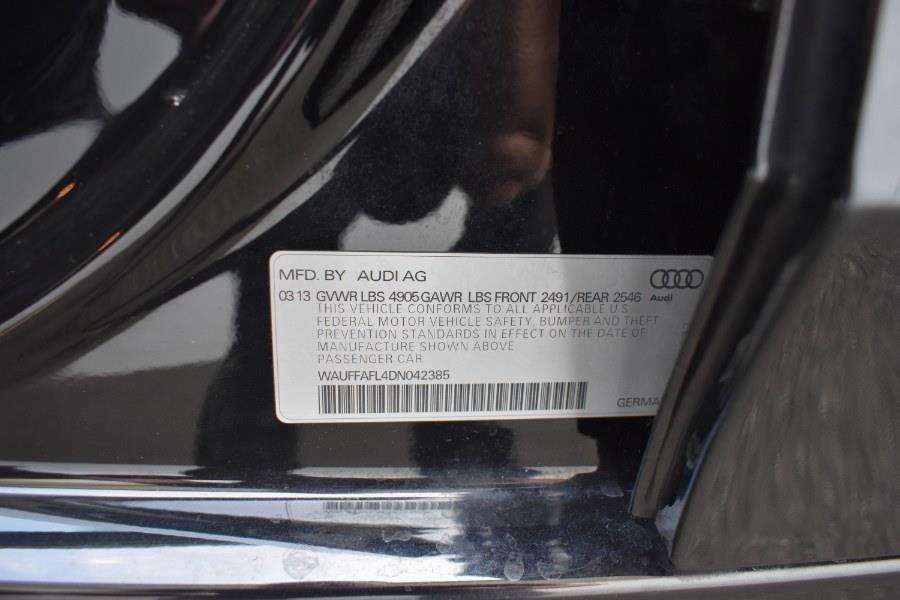 MFD. BY AUDI AG
03 13 GVWR LBS 4905 GAWR LBS FRONT 2491/REAR 2546
Audi
THIS VEHICLE CONFORMS TO ALL APPLICABLE U.S
FEDERAL MOTOR VEHICLE SAFETY, BUMPER AND THEFT
PREVENTION STANDARDS IN EFFECT ON THE DATE OF
MANUFACTURE SHOWN ABOVE
PASSENGER CAR
WAUFFAFL4DN042385